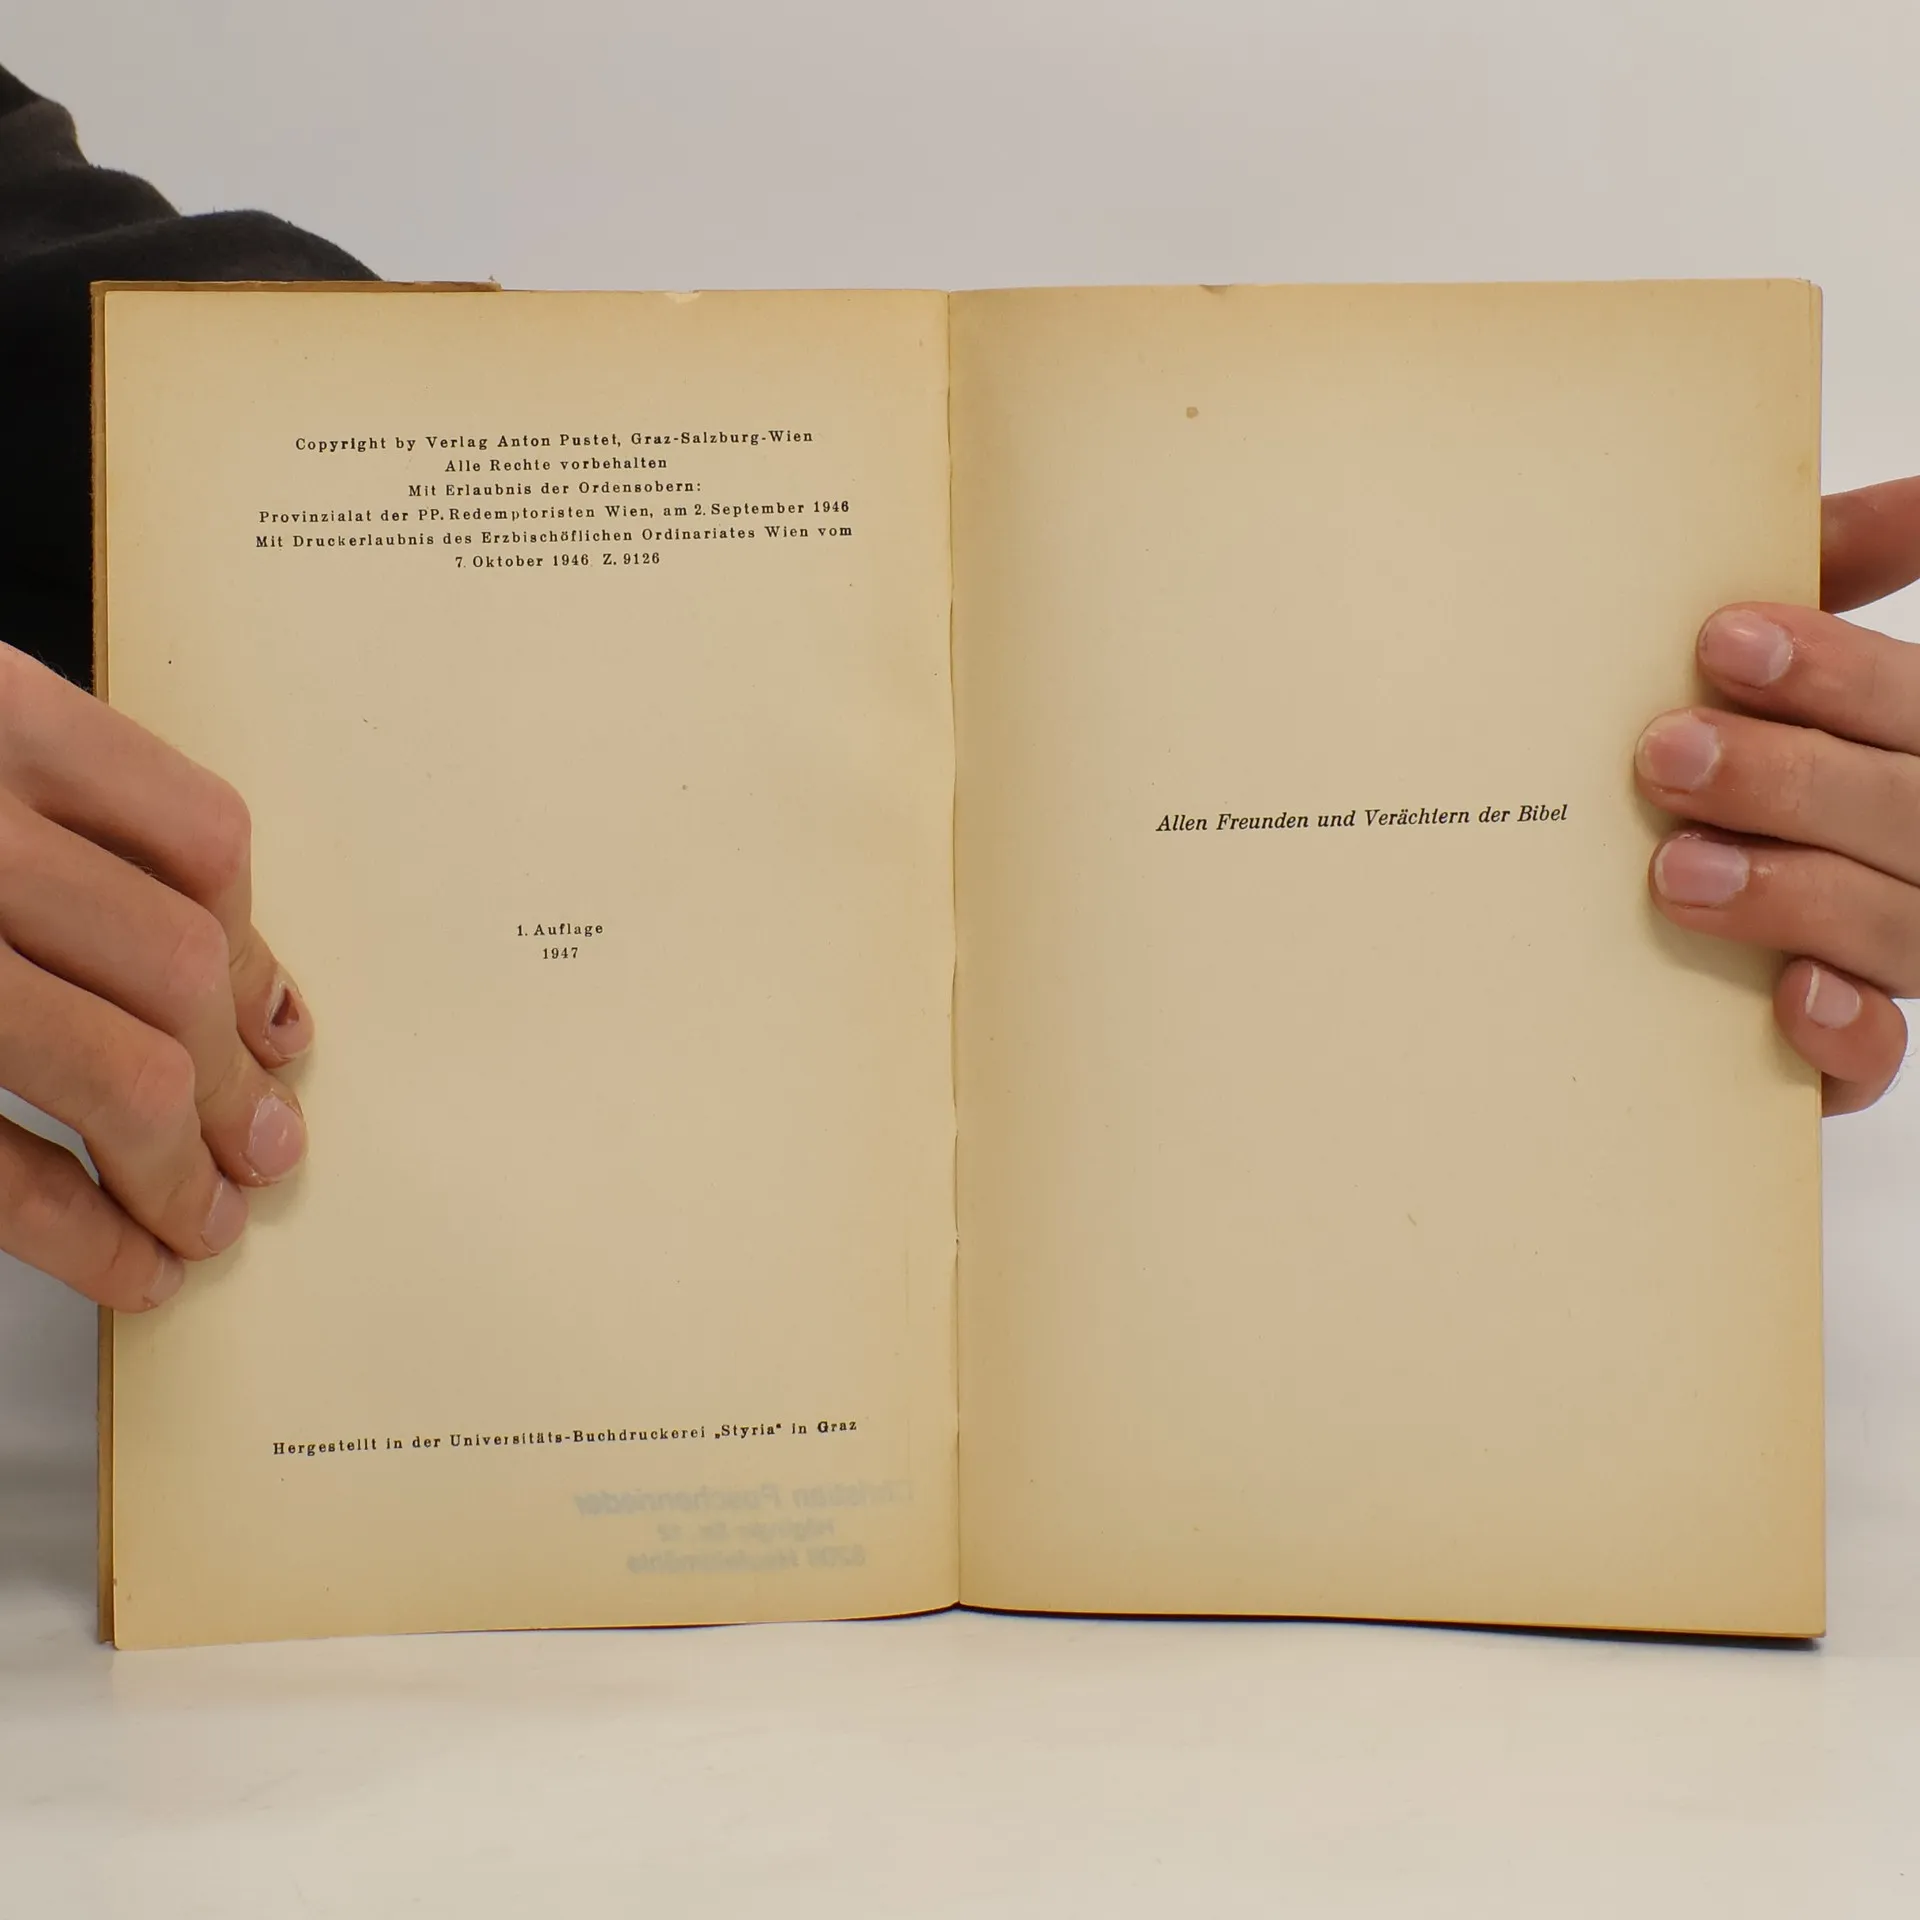 Copyright by Verlag Anton Pustet, Graz-Salzburg-Wien
Alle Rechte vorbehalten
Mit Erlaubnis der Ordensobern:
Provinzialat der PP. Redemptoristen Wien, am 2. September 1946
Mit Druckerlaubnis des Erzbischöflichen Ordinariates Wien vom
7. Oktober 1946 Z. 9126
1. Auflage
1947
Hergestellt in der Universitäts-Buchdruckerei „Styria“ in Graz
Allen Freunden und Verächtern der Bibel